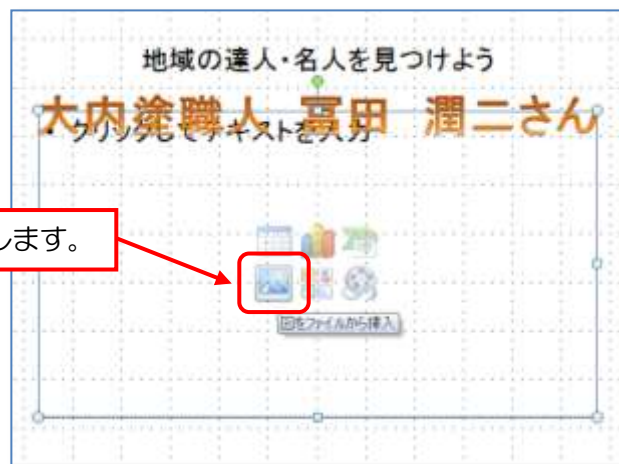 地域の達人・名人を見つけよう
大内塗職人 冨田 潤二さん
・クリックしてテキストを入力
します。
図をファイルから挿入